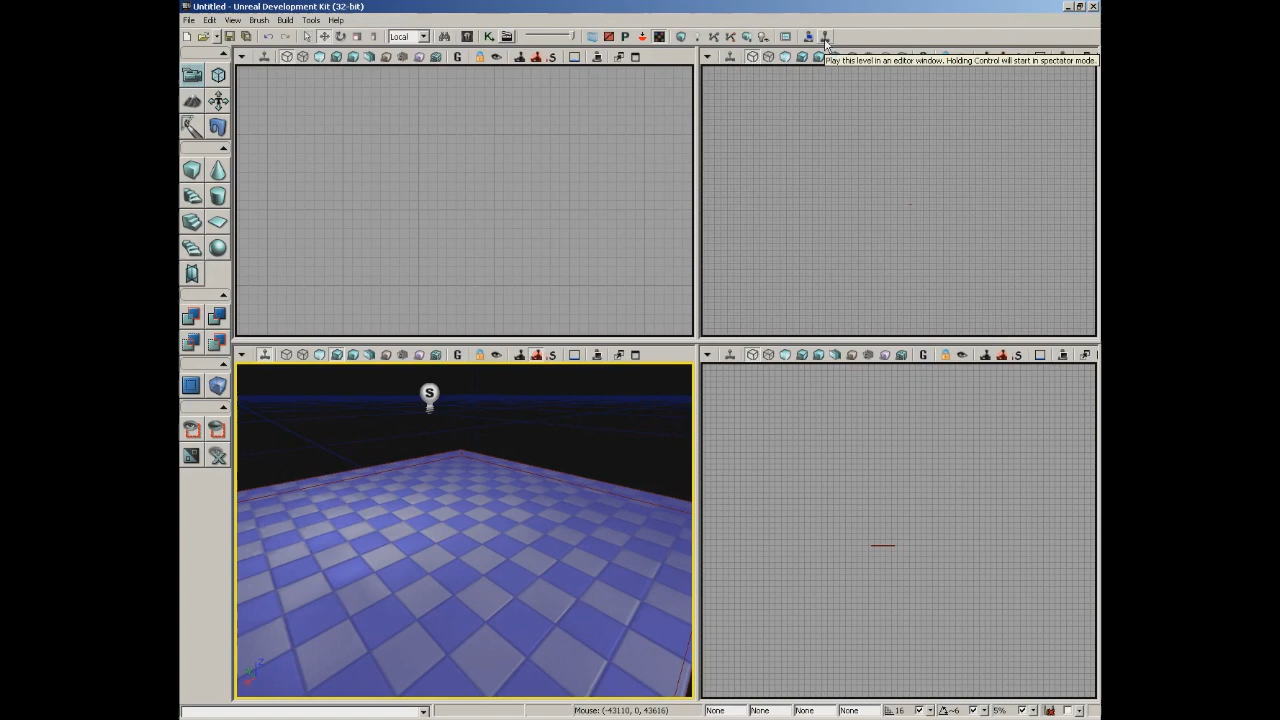 Untitled - Unreal Development Kit (32-bit)
File Edit View Brush Build Tools Help
Local
K
P
Play this level in an editor window. Holding Control will start in spectator mode.
G S
G S
G S
S
Mouse: (-43110, 0, 43616) None None None None 16 ~6 5%